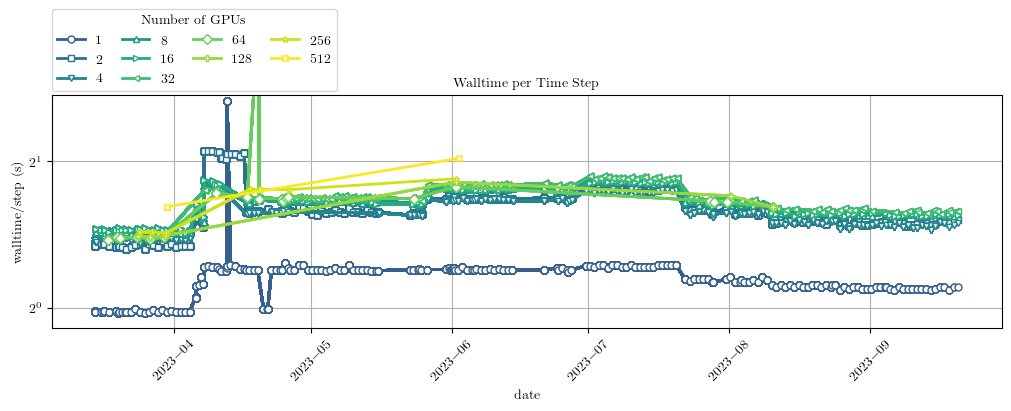 Number of GPUs
1 8 64 256
2 16 128 512
4 32
Walltime per Time Step
walltime/step (s)
2^1
2^0
2023−04 2023−05 2023−06 2023−07 2023−08 2023−09
date